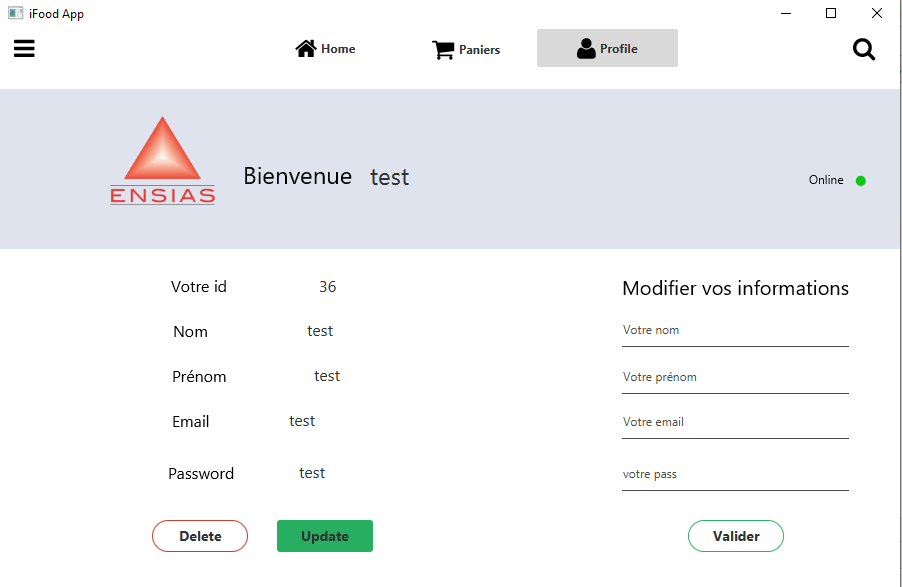 iFood App
Home Paniers Profile
ENSIAS
Bienvenue test
Online
Votre id 36
Nom test
Prénom test
Email test
Password test
Delete Update
Modifier vos informations
Votre nom
Votre prénom
Votre email
votre pass
Valider